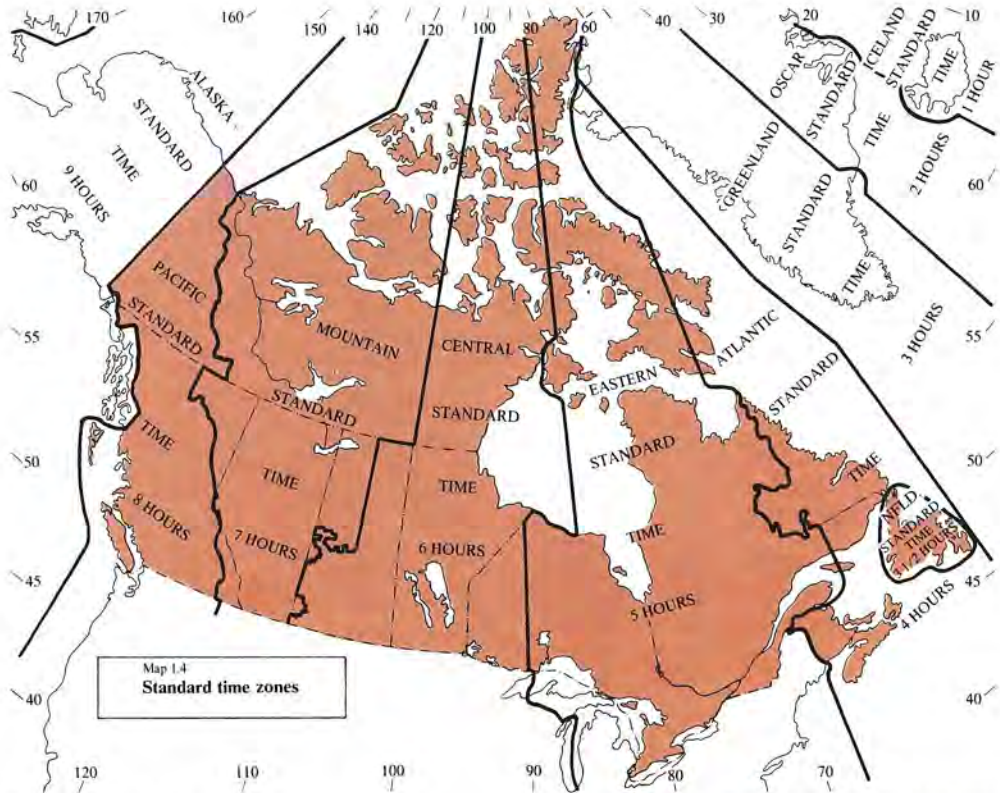 170 160 150 140 120 100 80 60 40 30 20 10
ALASKA
STANDARD
TIME
9 HOURS
OSCAR
STANDARD
TIME
ICELAND
STANDARD
TIME
1 HOUR
2 HOURS
GREENLAND
STANDARD
TIME
3 HOURS
60
55
50
45
40
60
55
50
45
40
PACIFIC
STANDARD
TIME
8 HOURS
MOUNTAIN
STANDARD
TIME
7 HOURS
CENTRAL
STANDARD
TIME
6 HOURS
EASTERN
STANDARD
TIME
5 HOURS
ATLANTIC
STANDARD
TIME
4 HOURS
NFLD.
STANDARD
TIME
3 1/2 HOUR
Map 1.4
Standard time zones
120 110 100 90 80 70